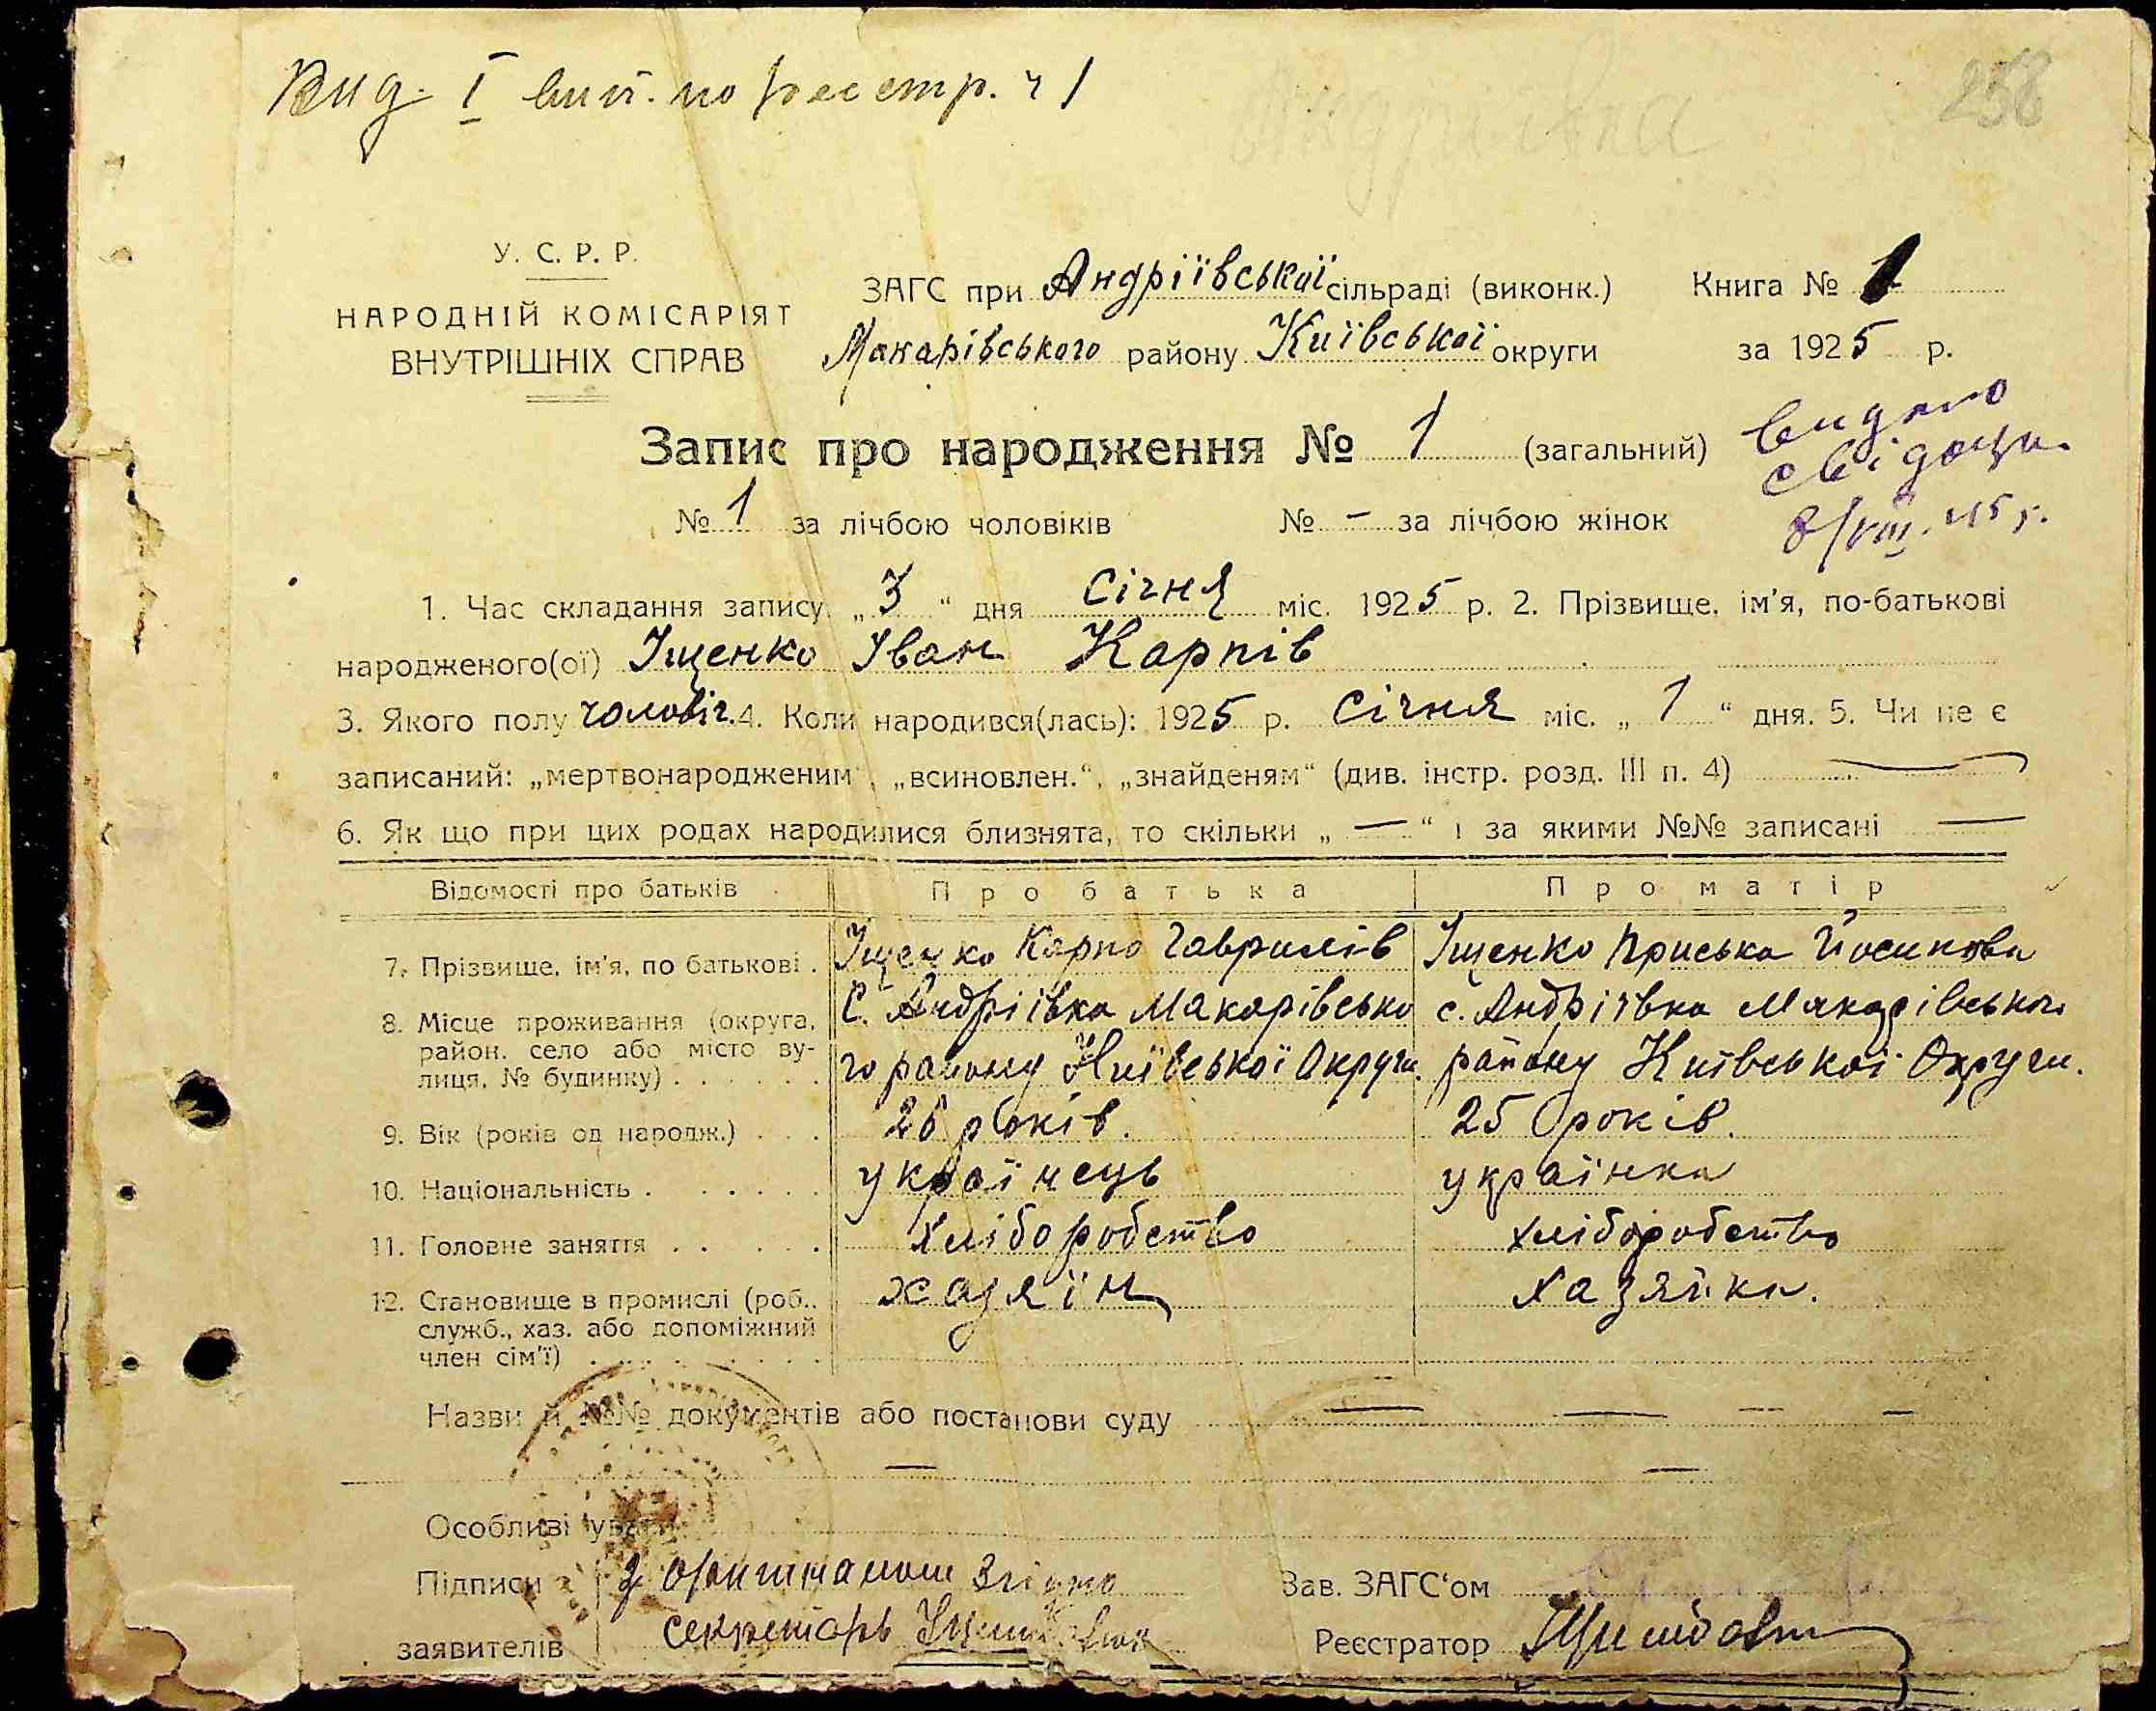 Вид. I вип. по реєстр. ч 1
Андріївка
258
У. С. Р. Р.
НАРОДНІЙ КОМІСАРІЯТ
ВНУТРІШНІХ СПРАВ
ЗАГС при Андріївської сільраді (виконк.) Книга № 1
Макарівського району Київської округи за 1925 р.
Запис про народження № 1 (загальний)
видано
свідоцт.
8/VIII. 45 р.
№ 1 за лічбою чоловіків № – за лічбою жінок
1. Час складання запису „3“ дня Січня міс. 1925 р. 2. Прізвище, ім'я, по-батькові
народженого(ої) Іщенко Іван Карпів
3. Якого полу чоловіч. 4. Коли народився(лась): 1925 р. Січня міс. „1“ дня. 5. Чи не є
записаний: „мертвонародженим“, „всиновлен.“, „знайденям“ (див. інстр. розд. III п. 4) —
6. Як що при цих родах народилися близнята, то скільки „—“ і за якими №№ записані —
Відомості про батьків Про батька Про матір
7. Прізвище, ім'я, по батькові . Іщенко Карпо Гаврилів Іщенко Приська Йосипова
8. Місце проживання (округа, район, село або місто вулиця, № будинку) . . . . . . С. Андріївка Макарівсько с. Андріївка Макарівського
го району Київської Округи. району Київської Округи.
9. Вік (років од народж.) . . . 26 років. 25 років.
10. Національність . . . . . . українець українка
11. Головне заняття . . . . . хліборобство хліборобство
12. Становище в промислі (роб., служб., хаз. або допоміжний член сім'ї) . . . . . . . . хазяїн хазяйка.
Назви й №№ документів або постанови суду — — — —
— —
Особливі уваги
Підписи З оригіналом згідно Зав. ЗАГС'ом
заявителів секретарь Реєстратор